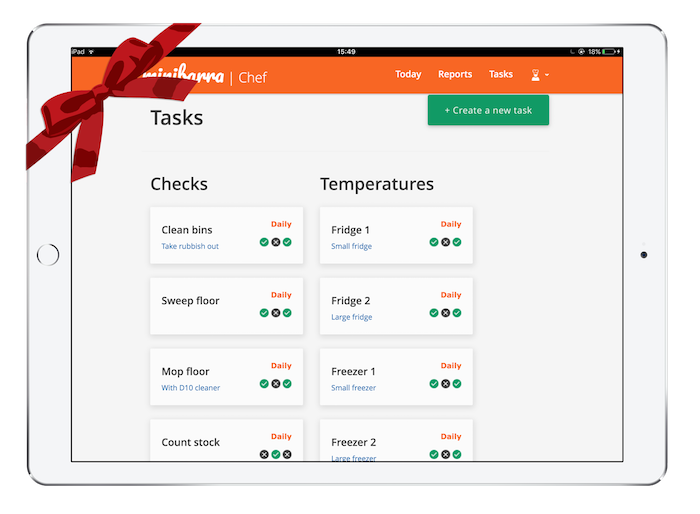 iPad
15:49
18%
minibarra | Chef
Today
Reports
Tasks
Tasks
+ Create a new task
Checks
Temperatures
Clean bins
Daily
Take rubbish out
Fridge 1
Daily
Small fridge
Sweep floor
Daily
Fridge 2
Daily
Large fridge
Mop floor
Daily
With D10 cleaner
Freezer 1
Daily
Small freezer
Count stock
Daily
Freezer 2
Daily
Large freezer